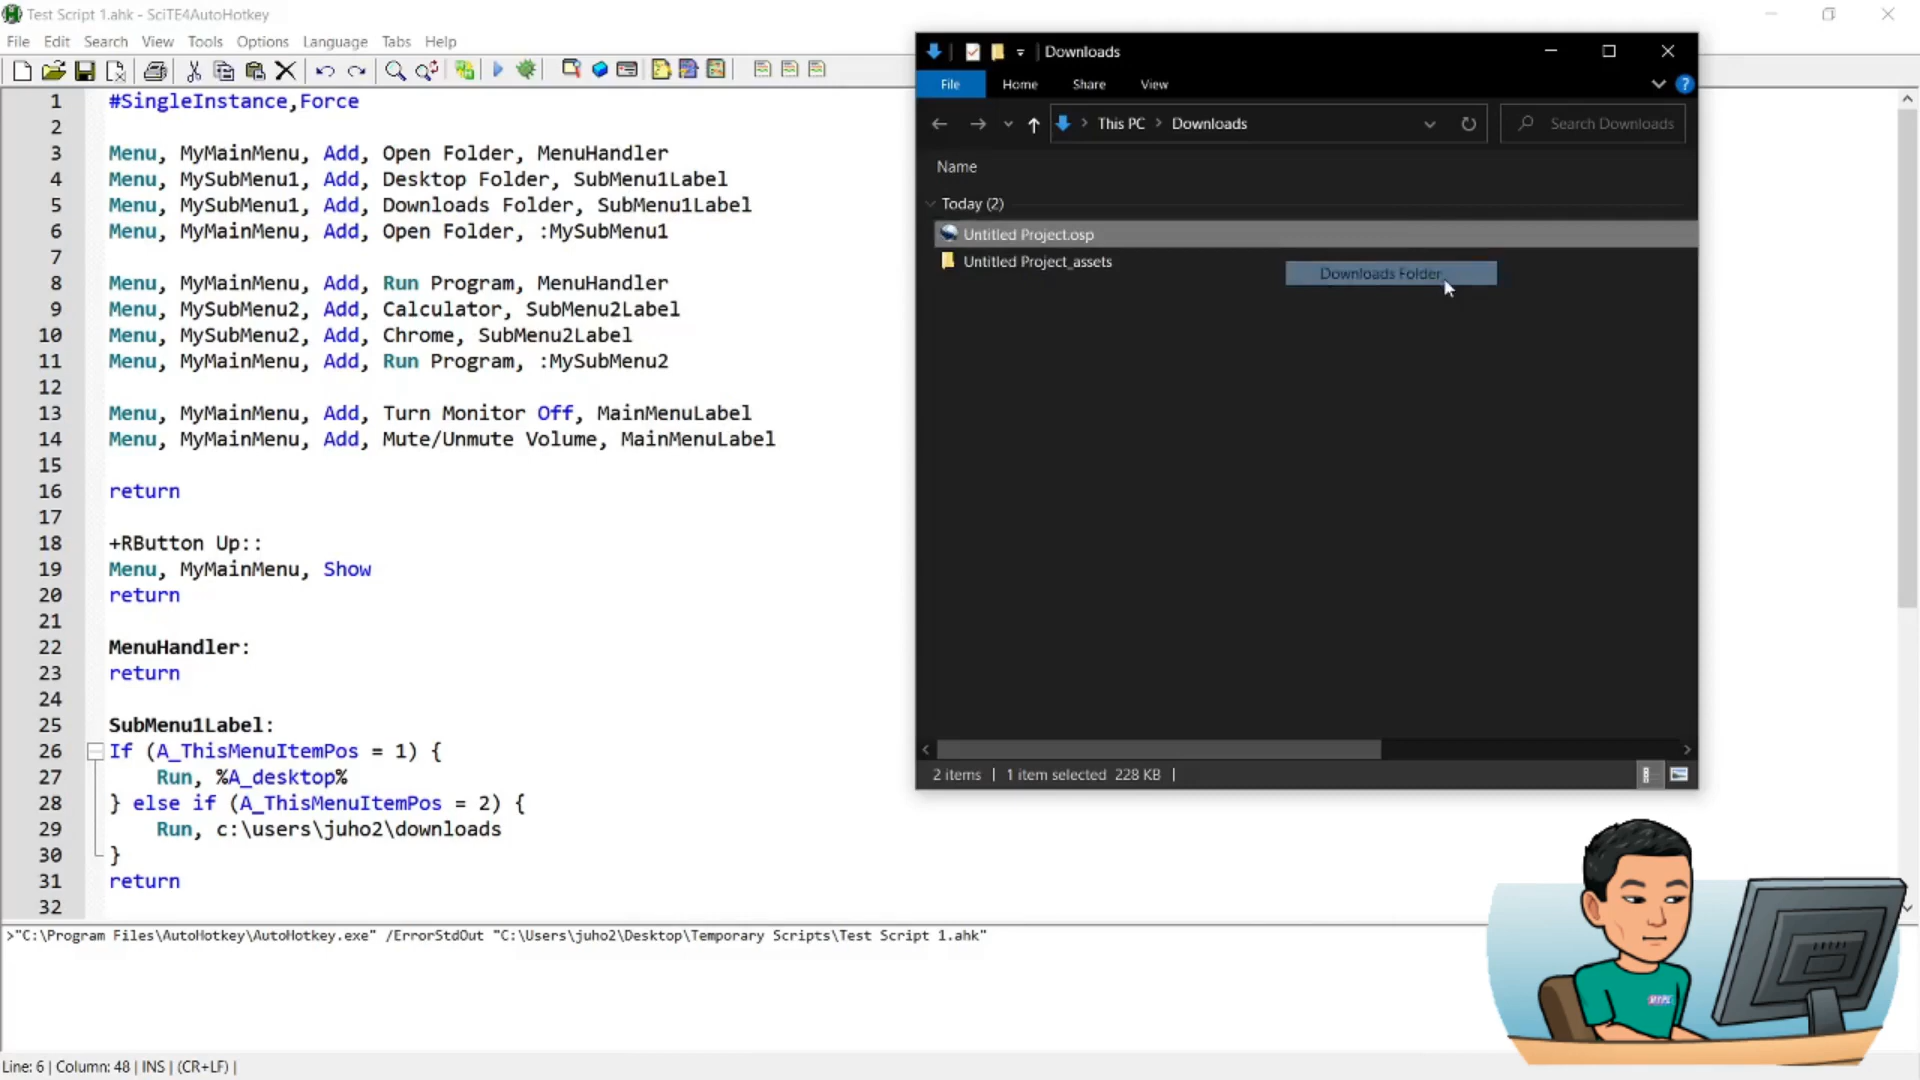 Test Script 1.ahk - SciTE4AutoHotkey
File Edit Search View Tools Options Language Tabs Help
1 #SingleInstance,Force
2
3 Menu, MyMainMenu, Add, Open Folder, MenuHandler
4 Menu, MySubMenu1, Add, Desktop Folder, SubMenu1Label
5 Menu, MySubMenu1, Add, Downloads Folder, SubMenu1Label
6 Menu, MyMainMenu, Add, Open Folder, :MySubMenu1
7
8 Menu, MyMainMenu, Add, Run Program, MenuHandler
9 Menu, MySubMenu2, Add, Calculator, SubMenu2Label
10 Menu, MySubMenu2, Add, Chrome, SubMenu2Label
11 Menu, MyMainMenu, Add, Run Program, :MySubMenu2
12
13 Menu, MyMainMenu, Add, Turn Monitor Off, MainMenuLabel
14 Menu, MyMainMenu, Add, Mute/Unmute Volume, MainMenuLabel
15
16 return
17
18 +RButton Up::
19 Menu, MyMainMenu, Show
20 return
21
22 MenuHandler:
23 return
24
25 SubMenu1Label:
26 If (A_ThisMenuItemPos = 1) {
27 Run, %A_desktop%
28 } else if (A_ThisMenuItemPos = 2) {
29 Run, c:\users\juho2\downloads
30 }
31 return
32
>"C:\Program Files\AutoHotkey\AutoHotkey.exe" /ErrorStdOut "C:\Users\juho2\Desktop\Temporary Scripts\Test Script 1.ahk"
Line: 6 | Column: 48 | INS | (CR+LF) |
Downloads
File Home Share View
This PC > Downloads
Search Downloads
Name
Today (2)
Untitled Project.osp
Untitled Project_assets
Downloads Folder
2 items | 1 item selected 228 KB |